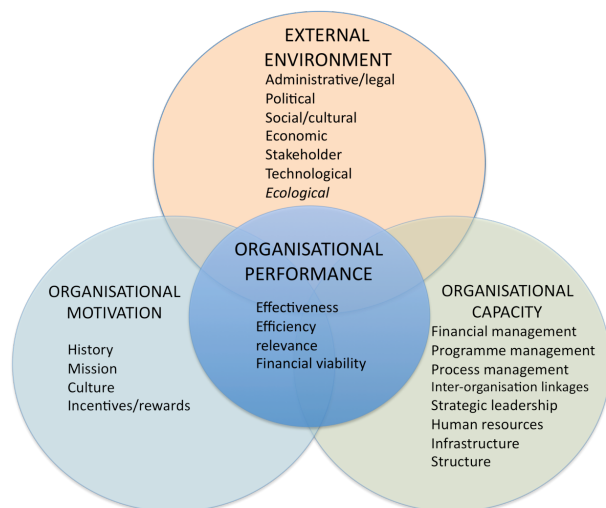 EXTERNAL
ENVIRONMENT
Administrative/legal
Political
Social/cultural
Economic
Stakeholder
Technological
Ecological
ORGANISATIONAL
PERFORMANCE
Effectiveness
Efficiency
relevance
Financial viability
ORGANISATIONAL
MOTIVATION
History
Mission
Culture
Incentives/rewards
ORGANISATIONAL
CAPACITY
Financial management
Programme management
Process management
Inter-organisation linkages
Strategic leadership
Human resources
Infrastructure
Structure